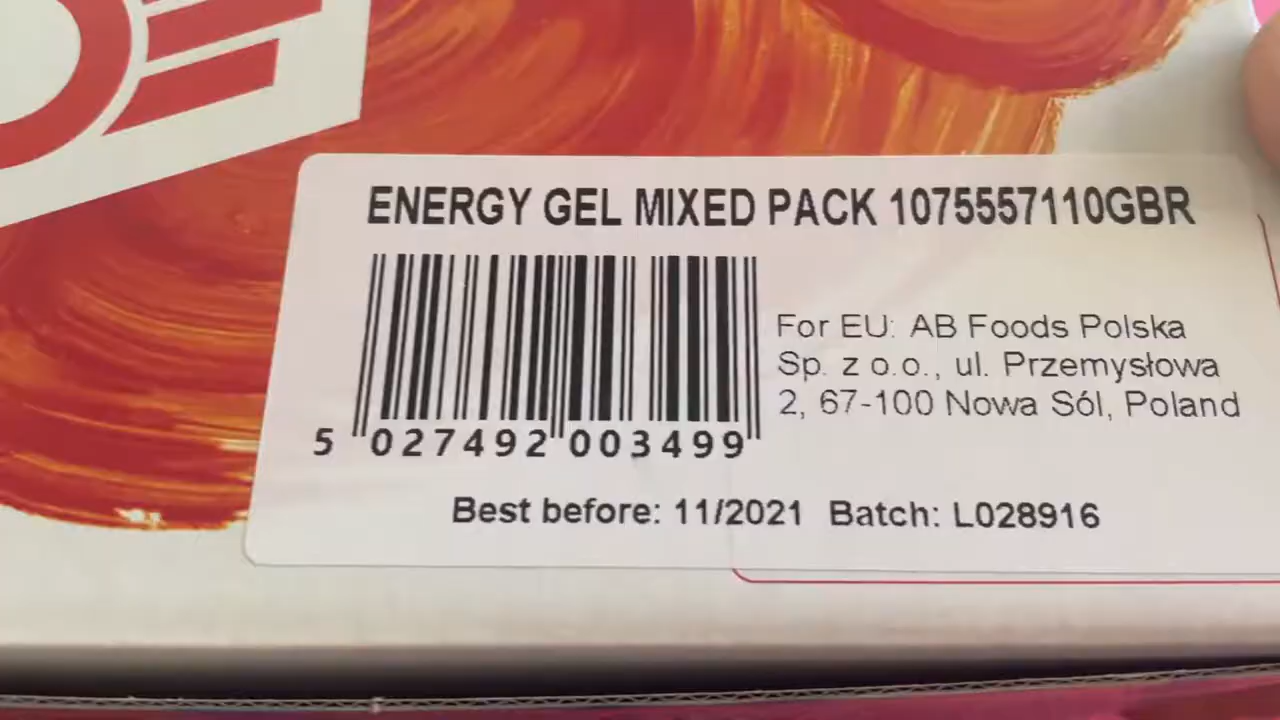 ENERGY GEL MIXED PACK 1075557110GBR
For EU: AB Foods Polska
Sp. z o.o., ul. Przemysłowa
2, 67-100 Nowa Sól, Poland
5 027492 003499
Best before: 11/2021 Batch: L028916